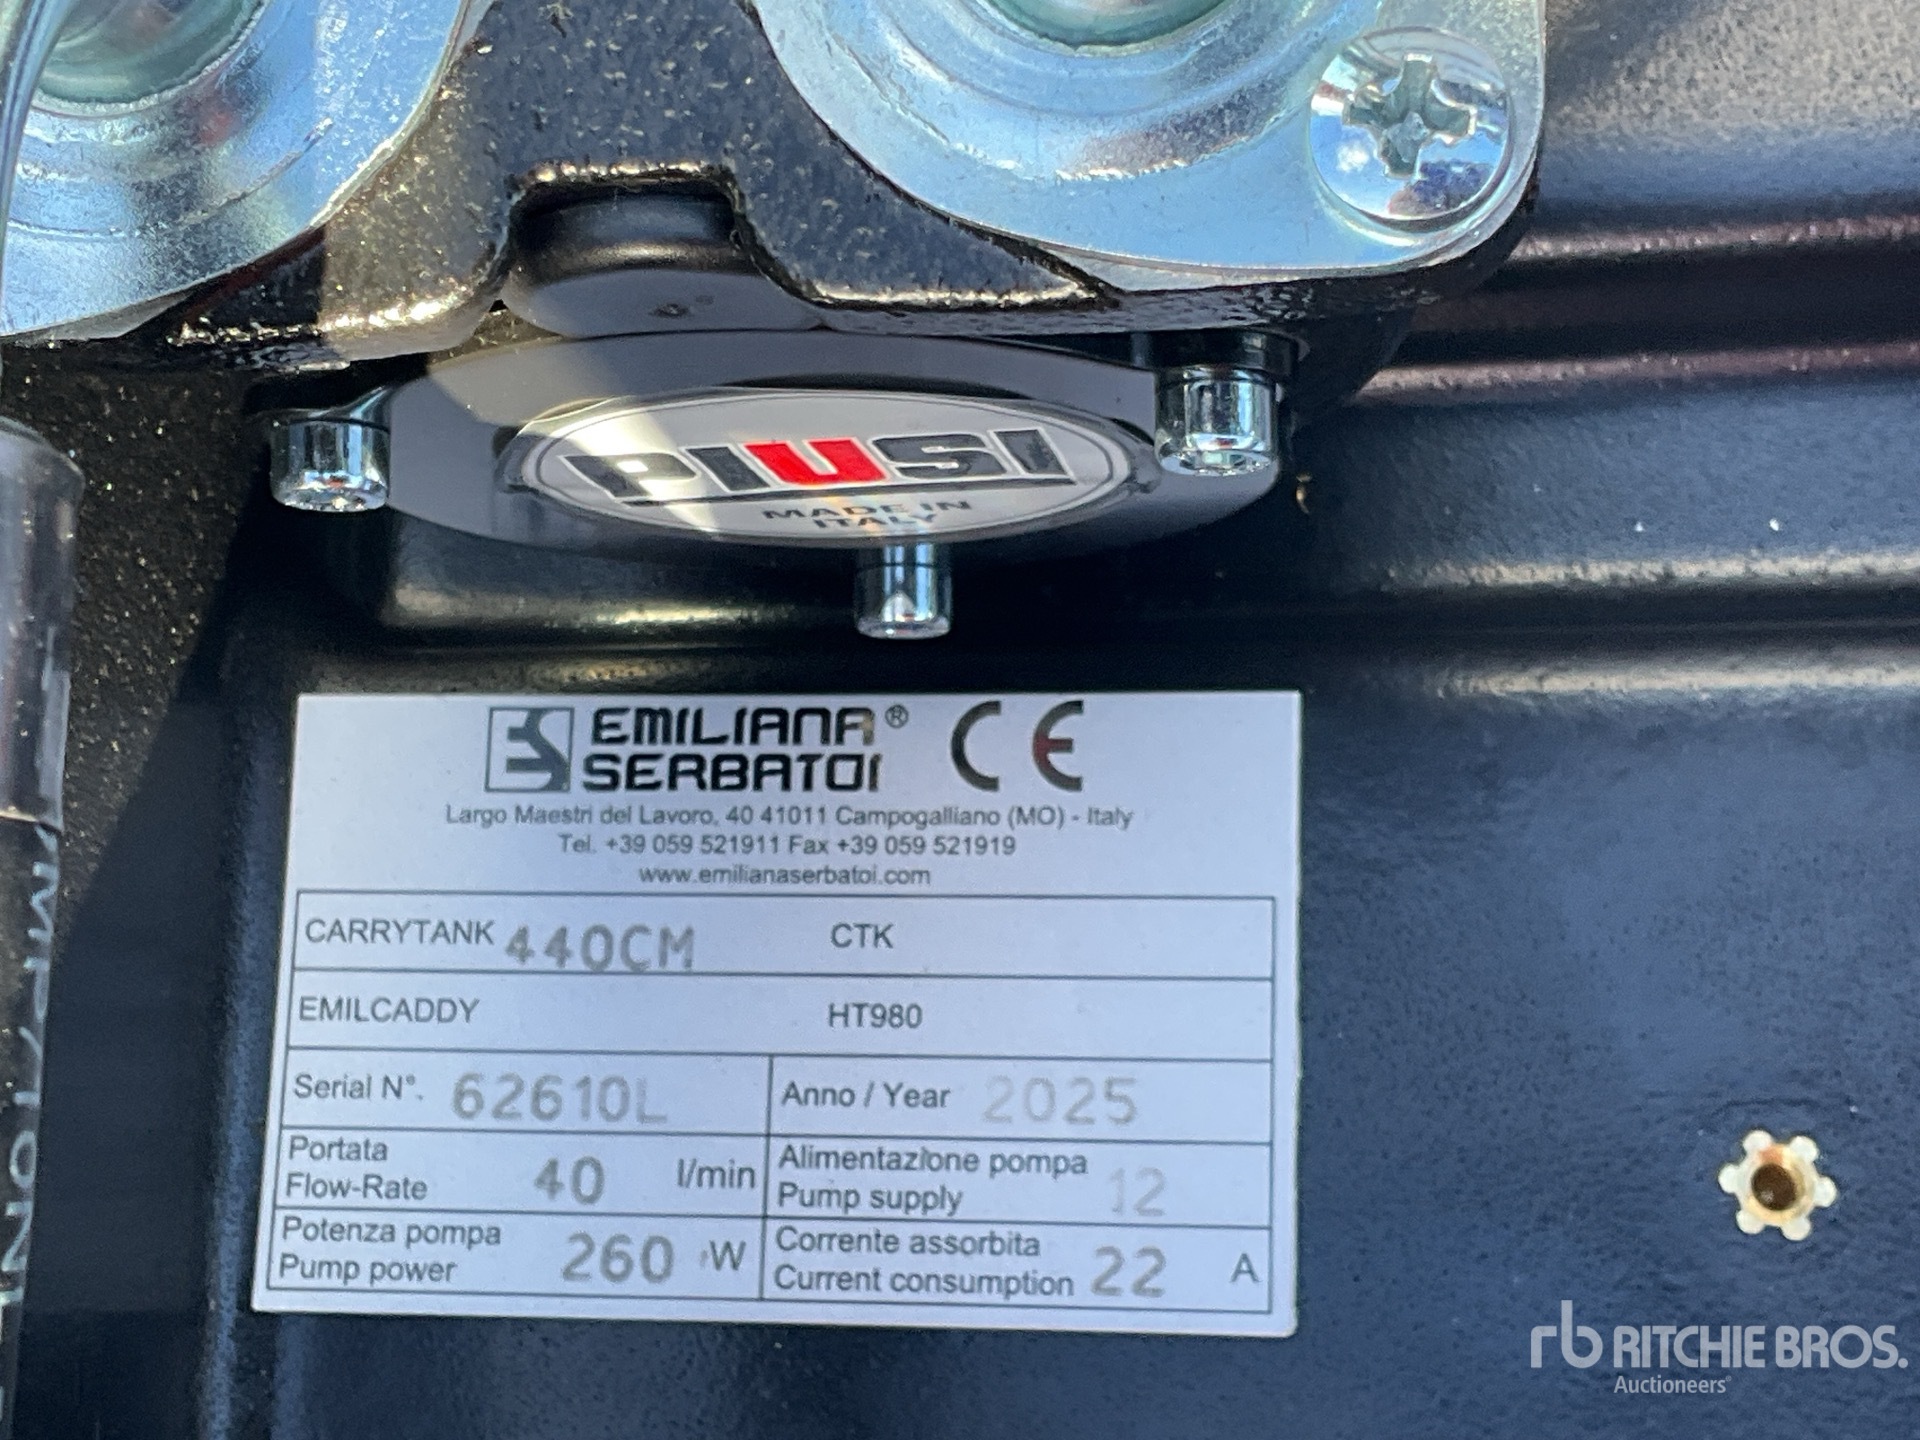 PIUSI
MADE IN
ITALY
ES EMILIANA® CE
SERBATOI
Largo Maestri del Lavoro, 40 41011 Campogalliano (MO) - Italy
Tel. +39 059 521911 Fax +39 059 521919
www.emilianaserbatoi.com
CARRYTANK 440CM CTK
EMILCADDY HT980
Serial N°. 62610L Anno / Year 2025
Portata
Flow-Rate 40 l/min
Alimentazione pompa
Pump supply 12
Potenza pompa
Pump power 260 W
Corrente assorbita
Current consumption 22 A
rb RITCHIE BROS.
Auctioneers